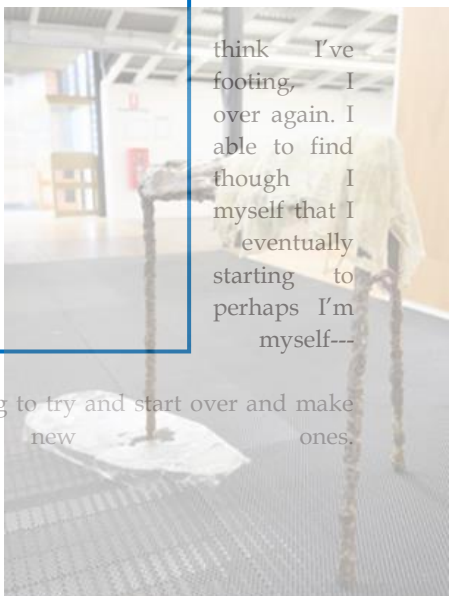 think I've
footing, I
over again. I
able to find
though I
myself that I
eventually
starting to
perhaps I'm
myself---
g to try and start over and make
new ones.